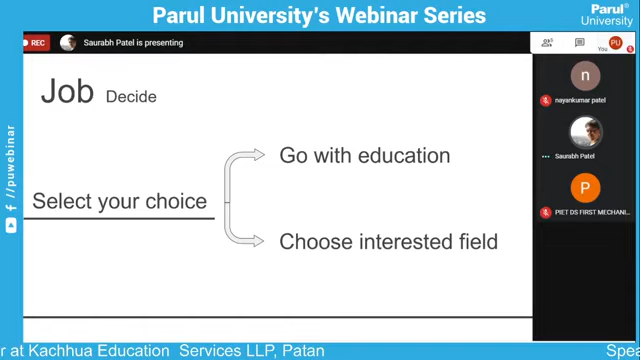 Parul University's Webinar Series
Parul®
University
REC
Saurabh Patel is presenting
You
PU
Job Decide
Go with education
Select your choice
Choose interested field
n
nayankumar patel
Saurabh Patel
P
PIET DS FIRST MECHANI
/puwebinar
r at Kachhua Education Services LLP, Patan
Spea